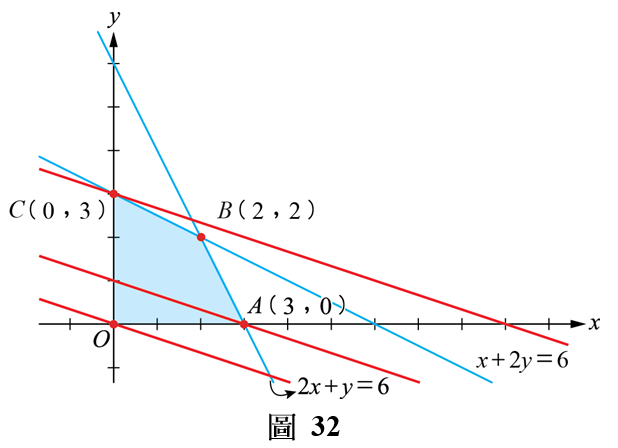 y
C(0，3)
B(2，2)
A(3，0)
x
O
x+2y=6
2x+y=6
圖 32